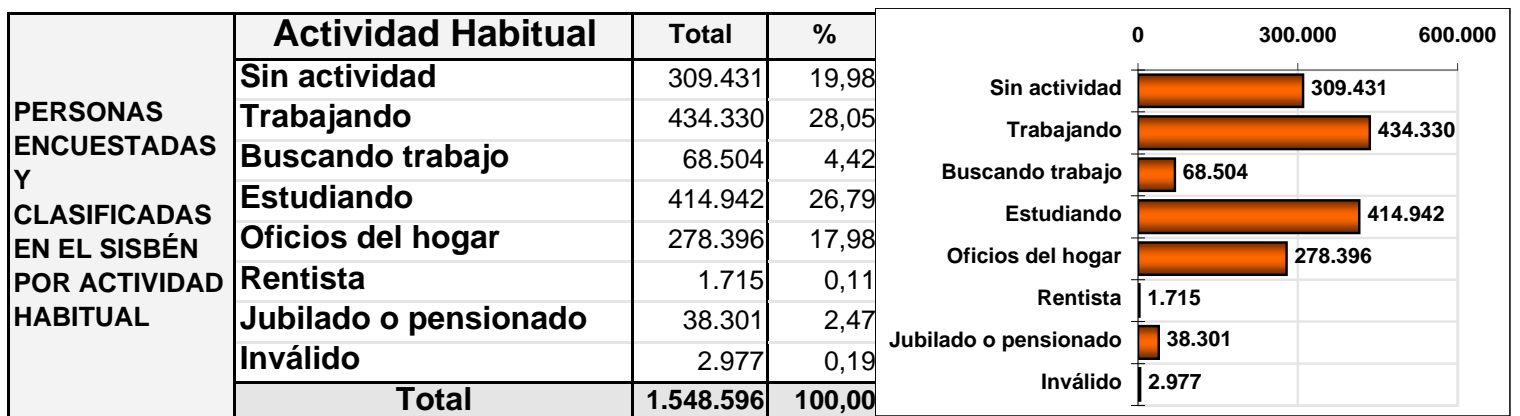 PERSONAS
ENCUESTADAS
Y
CLASIFICADAS
EN EL SISBÉN
POR ACTIVIDAD
HABITUAL
Actividad Habitual Total %
Sin actividad 309.431 19,98
Trabajando 434.330 28,05
Buscando trabajo 68.504 4,42
Estudiando 414.942 26,79
Oficios del hogar 278.396 17,98
Rentista 1.715 0,11
Jubilado o pensionado 38.301 2,47
Inválido 2.977 0,19
Total 1.548.596 100,00
0 300.000 600.000
Sin actividad 309.431
Trabajando 434.330
Buscando trabajo 68.504
Estudiando 414.942
Oficios del hogar 278.396
Rentista 1.715
Jubilado o pensionado 38.301
Inválido 2.977